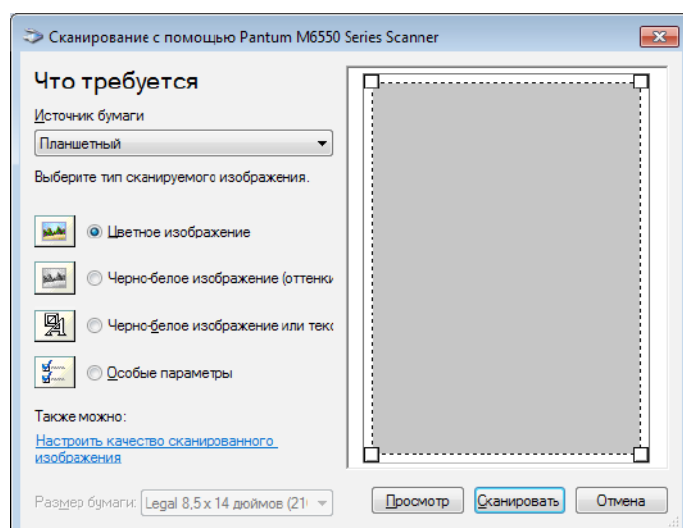 Сканирование с помощью Pantum M6550 Series Scanner
Что требуется
Источник бумаги
Планшетный
Выберите тип сканируемого изображения.
Цветное изображение
Черно-белое изображение (оттенки
Черно-белое изображение или текс
Особые параметры
Также можно:
Настроить качество сканированного
изображения
Размер бумаги: Legal 8,5 x 14 дюймов (21
Просмотр Сканировать Отмена